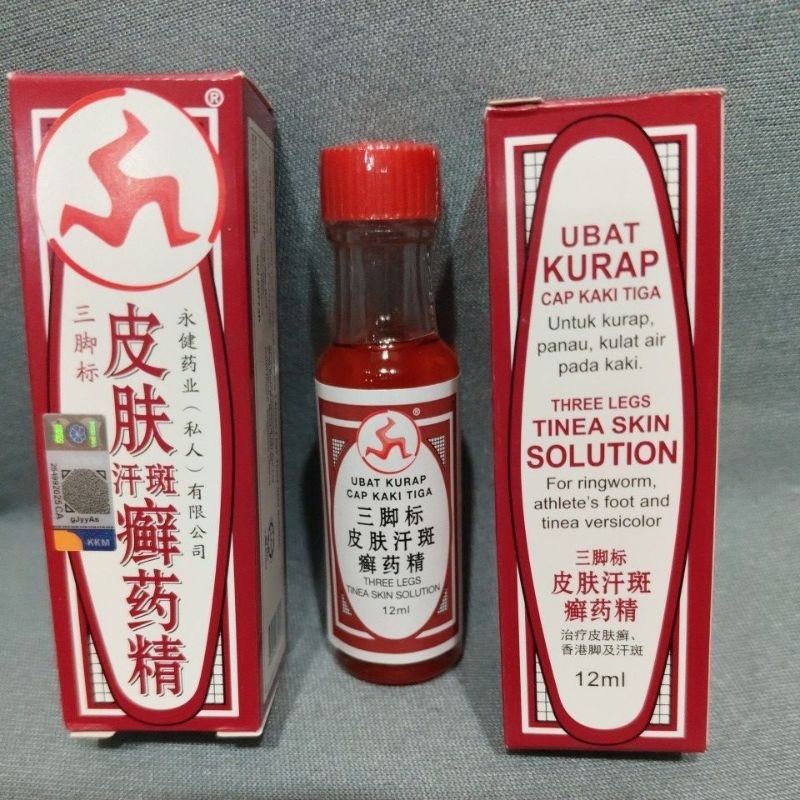 ®
三脚标
皮肤汗斑癣药精
永健药业（私人）有限公司
gJyyAs
KKM
®
UBAT KURAP
CAP KAKI TIGA
三脚标
皮肤汗斑
癣药精
THREE LEGS
TINEA SKIN SOLUTION
12ml
UBAT
KURAP
CAP KAKI TIGA
Untuk kurap,
panau, kulat air
pada kaki.
THREE LEGS
TINEA SKIN
SOLUTION
For ringworm,
athlete's foot and
tinea versicolor
三脚标
皮肤汗斑
癣药精
治疗皮肤癣、
香港脚及汗斑
12ml